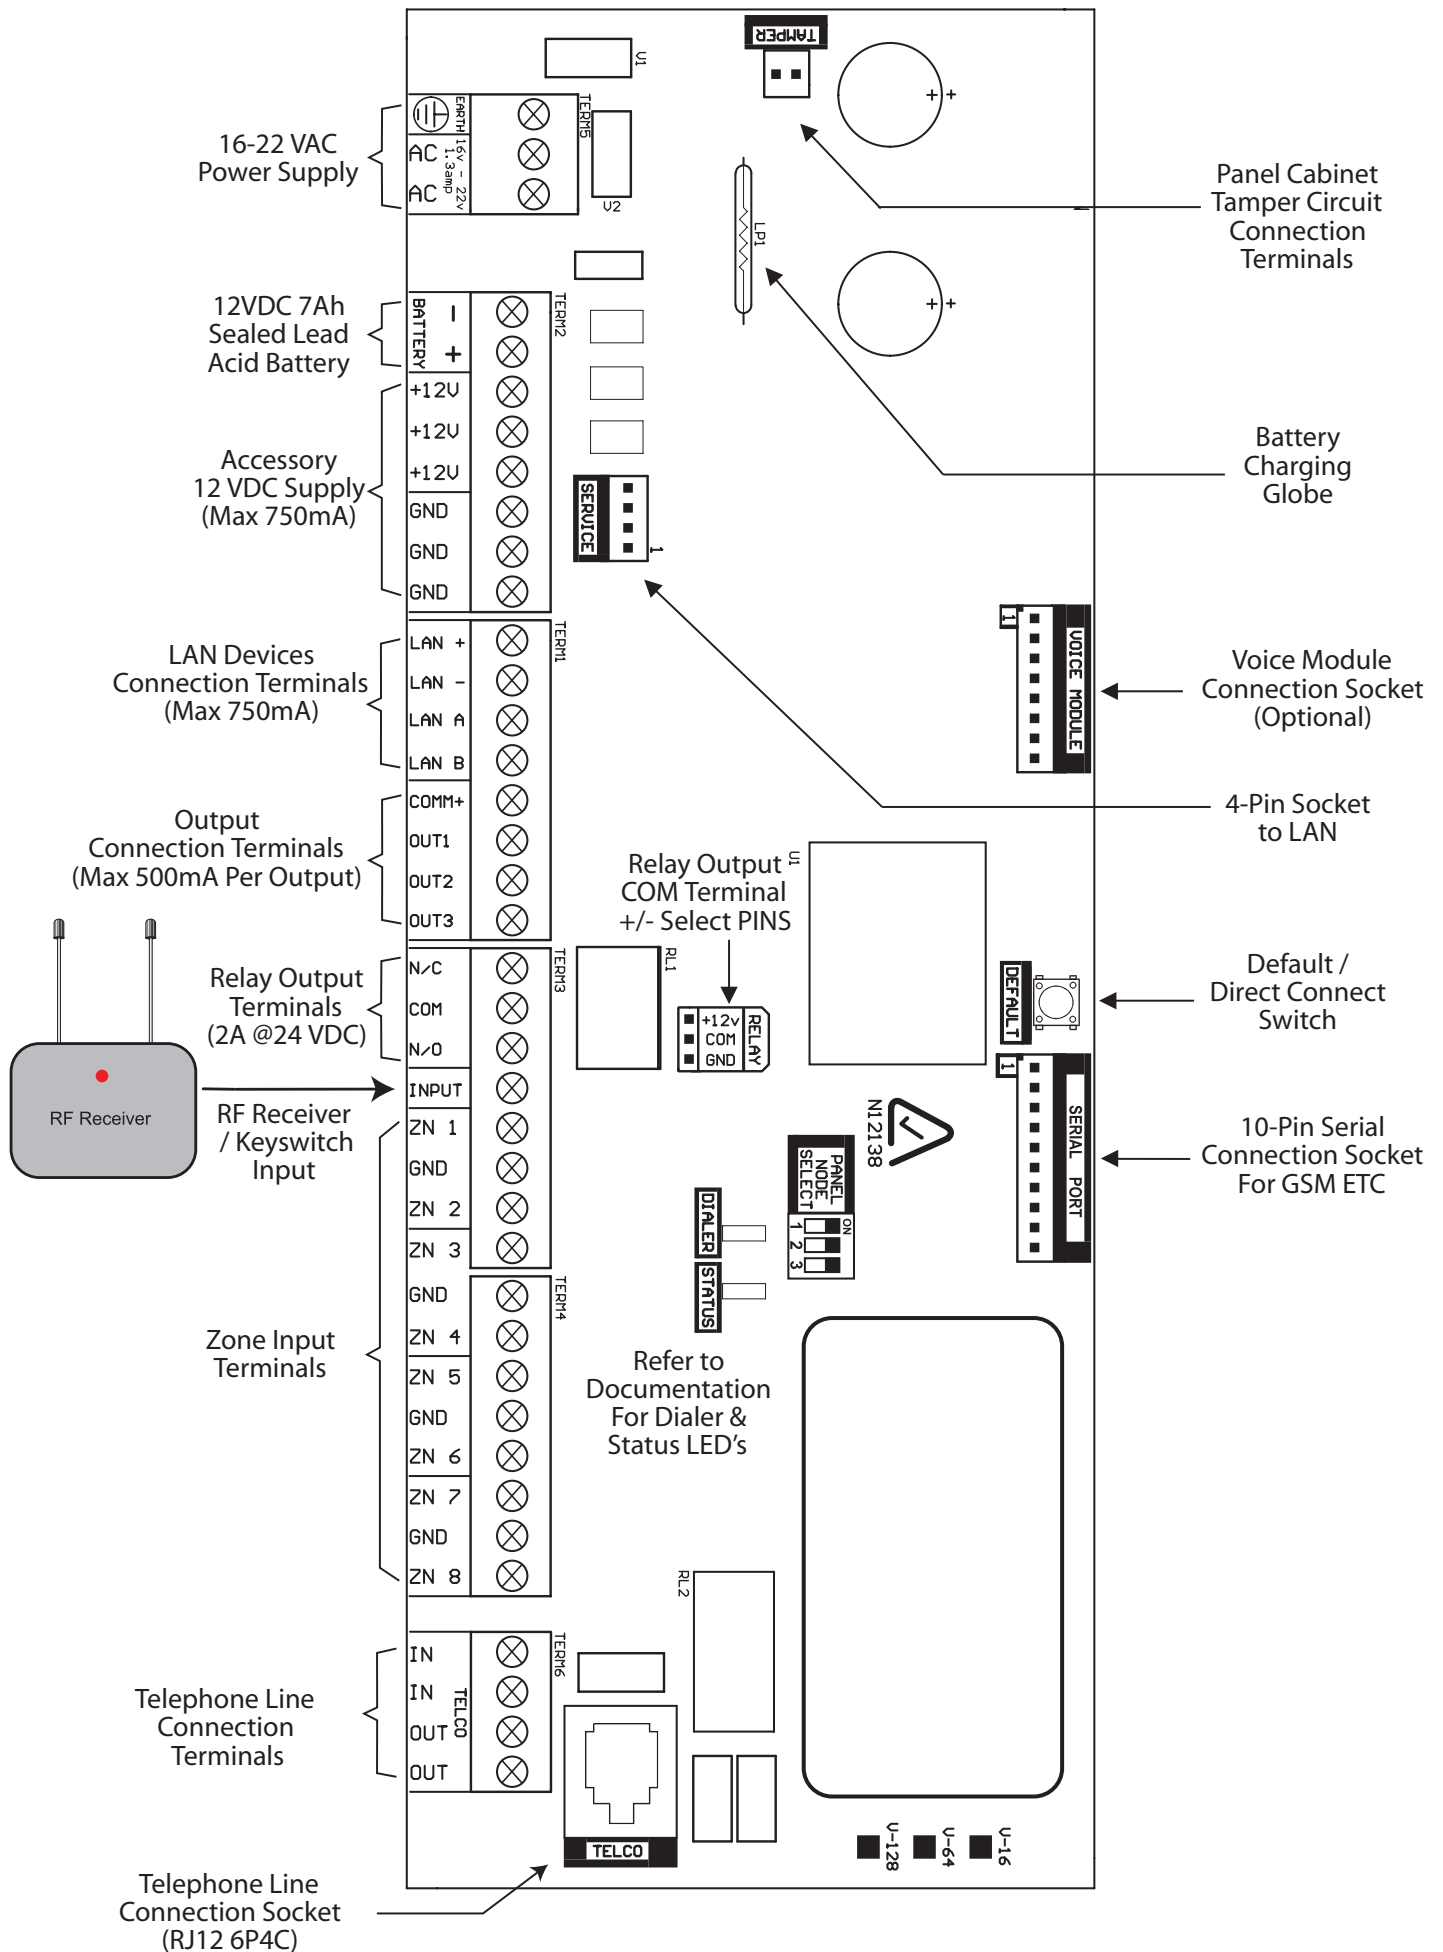 TAMPER
V1
EARTH
AC
AC
16v - 22v
1.3amp
TERM5
V2
16-22 VAC
Power Supply
+ +
LP1
Panel Cabinet
Tamper Circuit
Connection
Terminals
12VDC 7Ah
Sealed Lead
Acid Battery
BATTERY
-
+
TERM2
+ +
+12V
+12V
+12V
GND
GND
GND
Accessory
12 VDC Supply
(Max 750mA)
SERVICE
1
Battery
Charging
Globe
LAN Devices
Connection Terminals
(Max 750mA)
LAN +
LAN -
LAN A
LAN B
TERM1
1
VOICE MODULE
Voice Module
Connection Socket
(Optional)
Output
Connection Terminals
(Max 500mA Per Output)
COMM+
OUT1
OUT2
OUT3
4-Pin Socket
to LAN
Relay Output
COM Terminal
+/- Select PINS
U1
Relay Output
Terminals
(2A @24 VDC)
N/C
COM
N/O
TERM3
RL1
+12v
COM
GND
RELAY
DEFAULT
Default /
Direct Connect
Switch
RF Receiver
RF Receiver
/ Keyswitch
Input
INPUT
ZN 1
GND
ZN 2
ZN 3
GND
ZN 4
ZN 5
GND
ZN 6
ZN 7
GND
ZN 8
TERM4
Zone Input
Terminals
N12138
1
SERIAL PORT
10-Pin Serial
Connection Socket
For GSM ETC
PANEL
NODE
SELECT
ON
1
2
3
DIALER
STATUS
Refer to
Documentation
For Dialer &
Status LED's
RL2
Telephone Line
Connection
Terminals
IN
IN
OUT
OUT
TELCO
TERM6
TELCO
V-128
V-64
V-16
Telephone Line
Connection Socket
(RJ12 6P4C)